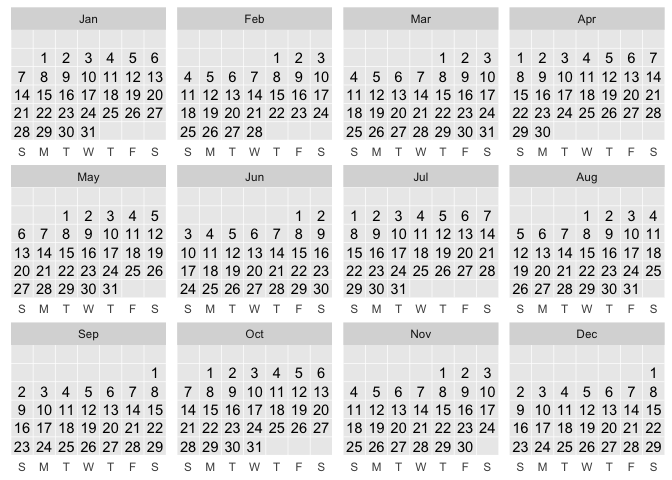 Jan Feb Mar Apr
1 2 3 4 5 6 1 2 3 1 2 3 1 2 3 4 5 6 7
7 8 9 10 11 12 13 4 5 6 7 8 9 10 4 5 6 7 8 9 10 8 9 10 11 12 13 14
14 15 16 17 18 19 20 11 12 13 14 15 16 17 11 12 13 14 15 16 17 15 16 17 18 19 20 21
21 22 23 24 25 26 27 18 19 20 21 22 23 24 18 19 20 21 22 23 24 22 23 24 25 26 27 28
28 29 30 31 25 26 27 28 25 26 27 28 29 30 31 29 30
S M T W T F S S M T W T F S S M T W T F S S M T W T F S
May Jun Jul Aug
1 2 3 4 5 1 2 1 2 3 4 5 6 7 1 2 3 4
6 7 8 9 10 11 12 3 4 5 6 7 8 9 8 9 10 11 12 13 14 5 6 7 8 9 10 11
13 14 15 16 17 18 19 10 11 12 13 14 15 16 15 16 17 18 19 20 21 12 13 14 15 16 17 18
20 21 22 23 24 25 26 17 18 19 20 21 22 23 22 23 24 25 26 27 28 19 20 21 22 23 24 25
27 28 29 30 31 24 25 26 27 28 29 30 29 30 31 26 27 28 29 30 31
S M T W T F S S M T W T F S S M T W T F S S M T W T F S
Sep Oct Nov Dec
1 1 2 3 4 5 6 1 2 3 1
2 3 4 5 6 7 8 7 8 9 10 11 12 13 4 5 6 7 8 9 10 2 3 4 5 6 7 8
9 10 11 12 13 14 15 14 15 16 17 18 19 20 11 12 13 14 15 16 17 9 10 11 12 13 14 15
16 17 18 19 20 21 22 21 22 23 24 25 26 27 18 19 20 21 22 23 24 16 17 18 19 20 21 22
23 24 25 26 27 28 29 28 29 30 31 25 26 27 28 29 30 23 24 25 26 27 28 29
S M T W T F S S M T W T F S S M T W T F S S M T W T F S